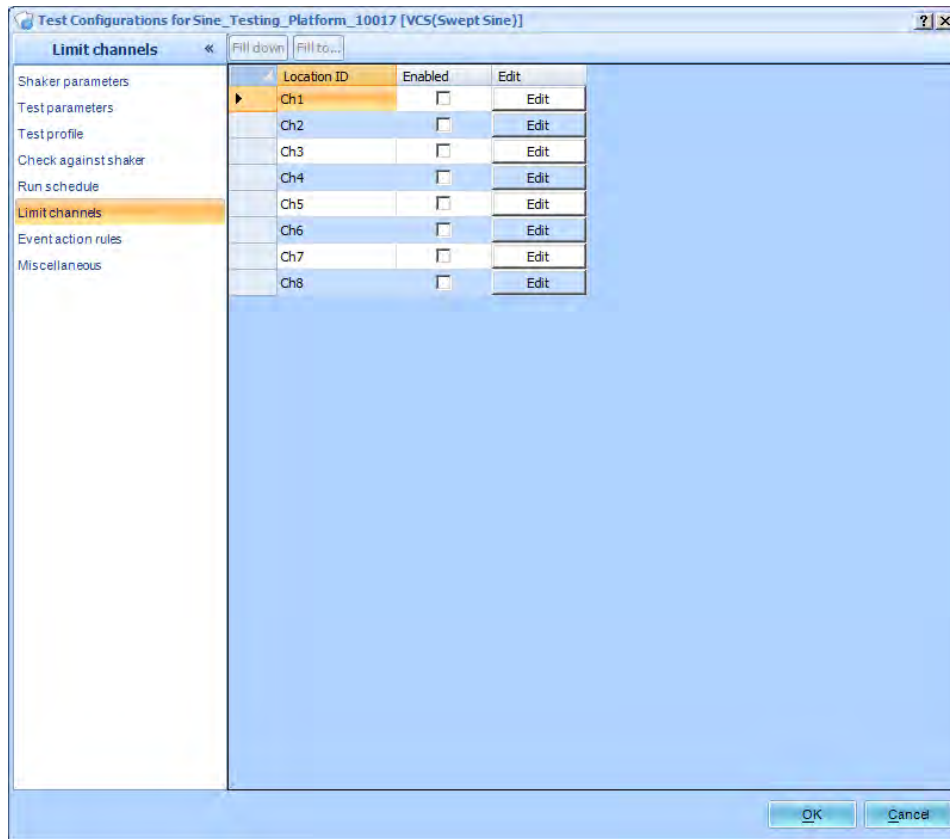 Test Configurations for Sine_Testing_Platform_10017 [VCS(Swept Sine)]
Limit channels «
Fill down Fill to...
Shaker parameters
Test parameters
Test profile
Check against shaker
Run schedule
Limit channels
Event action rules
Miscellaneous
Location ID Enabled Edit
Ch1 Edit
Ch2 Edit
Ch3 Edit
Ch4 Edit
Ch5 Edit
Ch6 Edit
Ch7 Edit
Ch8 Edit
OK Cancel